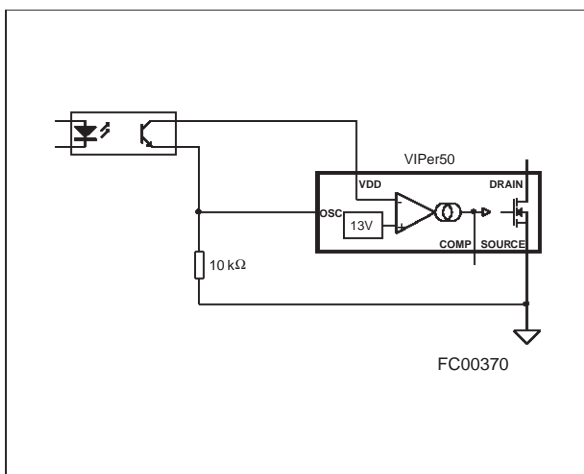 VIPer50
VDD
DRAIN
-
OSC
13V
+
COMP
SOURCE
10 kΩ
FC00370